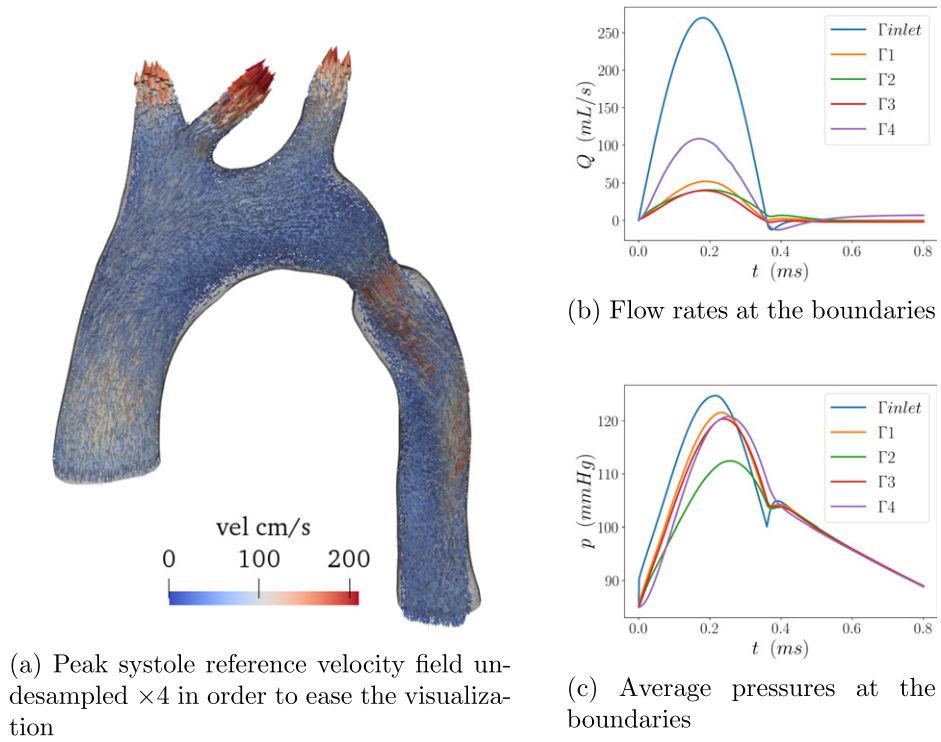 vel cm/s
0 100 200
(a) Peak systole reference velocity field un-
desampled ×4 in order to ease the visualiza-
tion
250
200
150
100
50
0
Q (mL/s)
0.0 0.2 0.4 0.6 0.8
t (ms)
Γinlet
Γ1
Γ2
Γ3
Γ4
(b) Flow rates at the boundaries
120
110
100
90
p (mmHg)
0.0 0.2 0.4 0.6 0.8
t (ms)
Γinlet
Γ1
Γ2
Γ3
Γ4
(c) Average pressures at the
boundaries